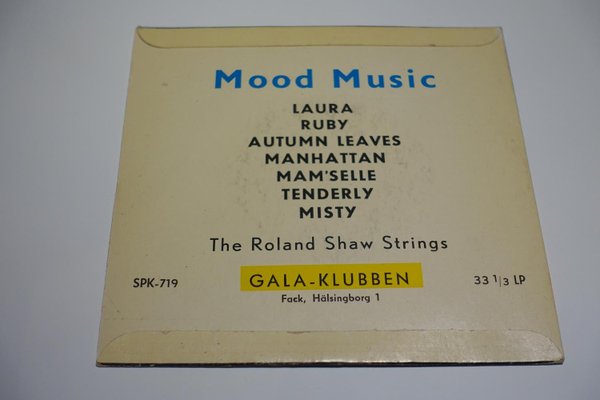 Mood Music
LAURA
RUBY
AUTUMN LEAVES
MANHATTAN
MAM'SELLE
TENDERLY
MISTY
The Roland Shaw Strings
SPK-719
GALA-KLUBBEN
33 1/3 LP
Fack, Hälsingborg 1